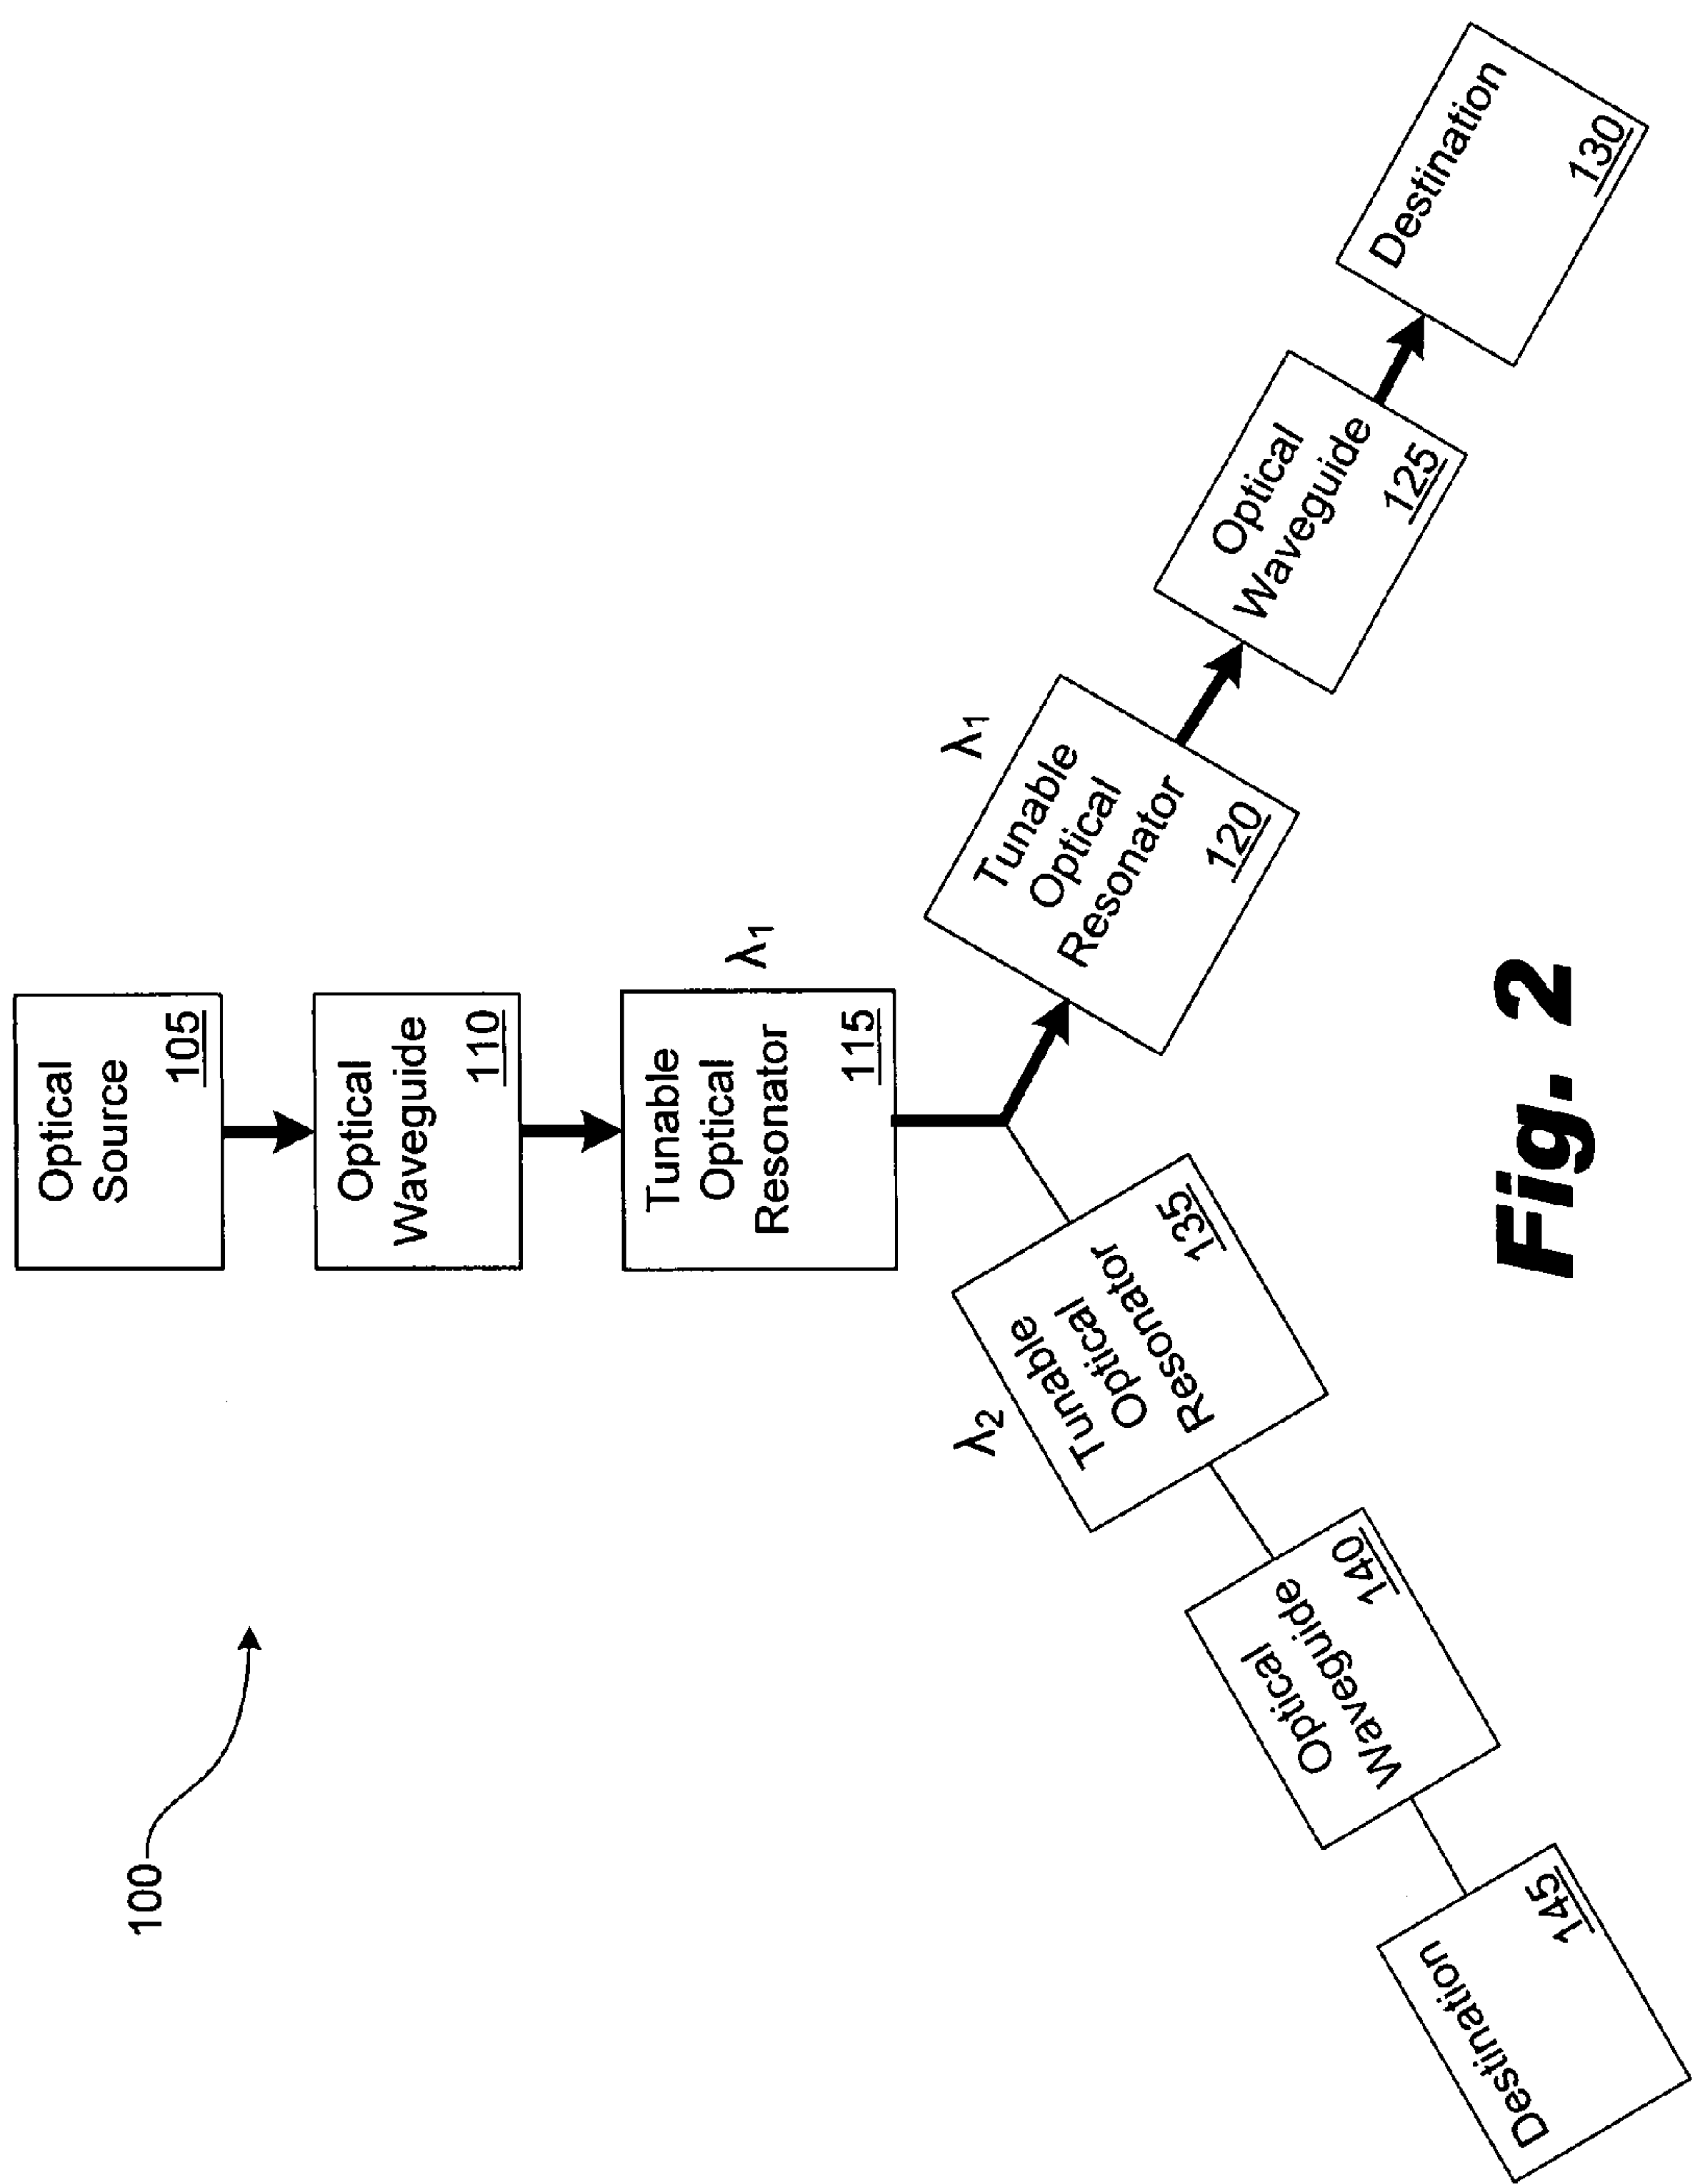 100
Optical
Source
105
Optical
Waveguide
110
Tunable
Optical
Resonator
115
λ1
Tunable
Optical
Resonator
120
λ1
Optical
Waveguide
125
Destination
130
Tunable
Optical
Resonator
135
λ2
Optical
Waveguide
140
Destination
145
Fig. 2